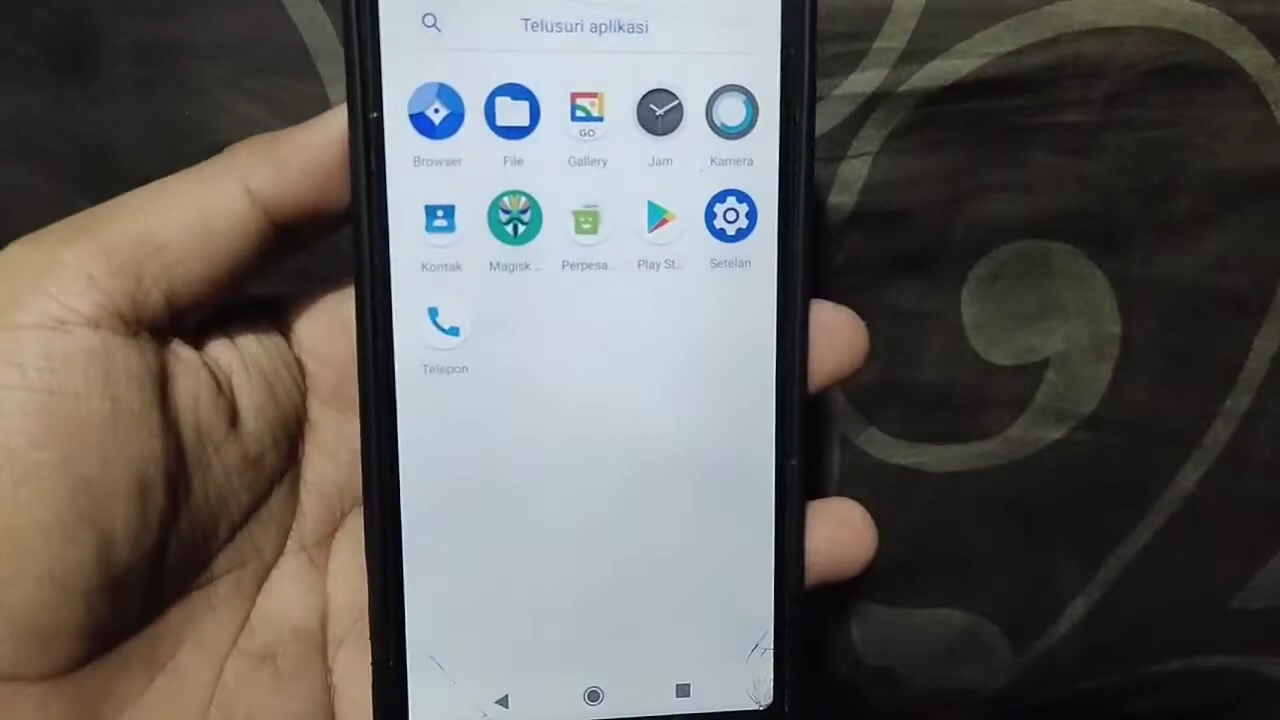 Telusuri aplikasi
GO
Browser File Gallery Jam Kamera
Kontak Magisk... Perpesa... Play St... Setelan
Telepon